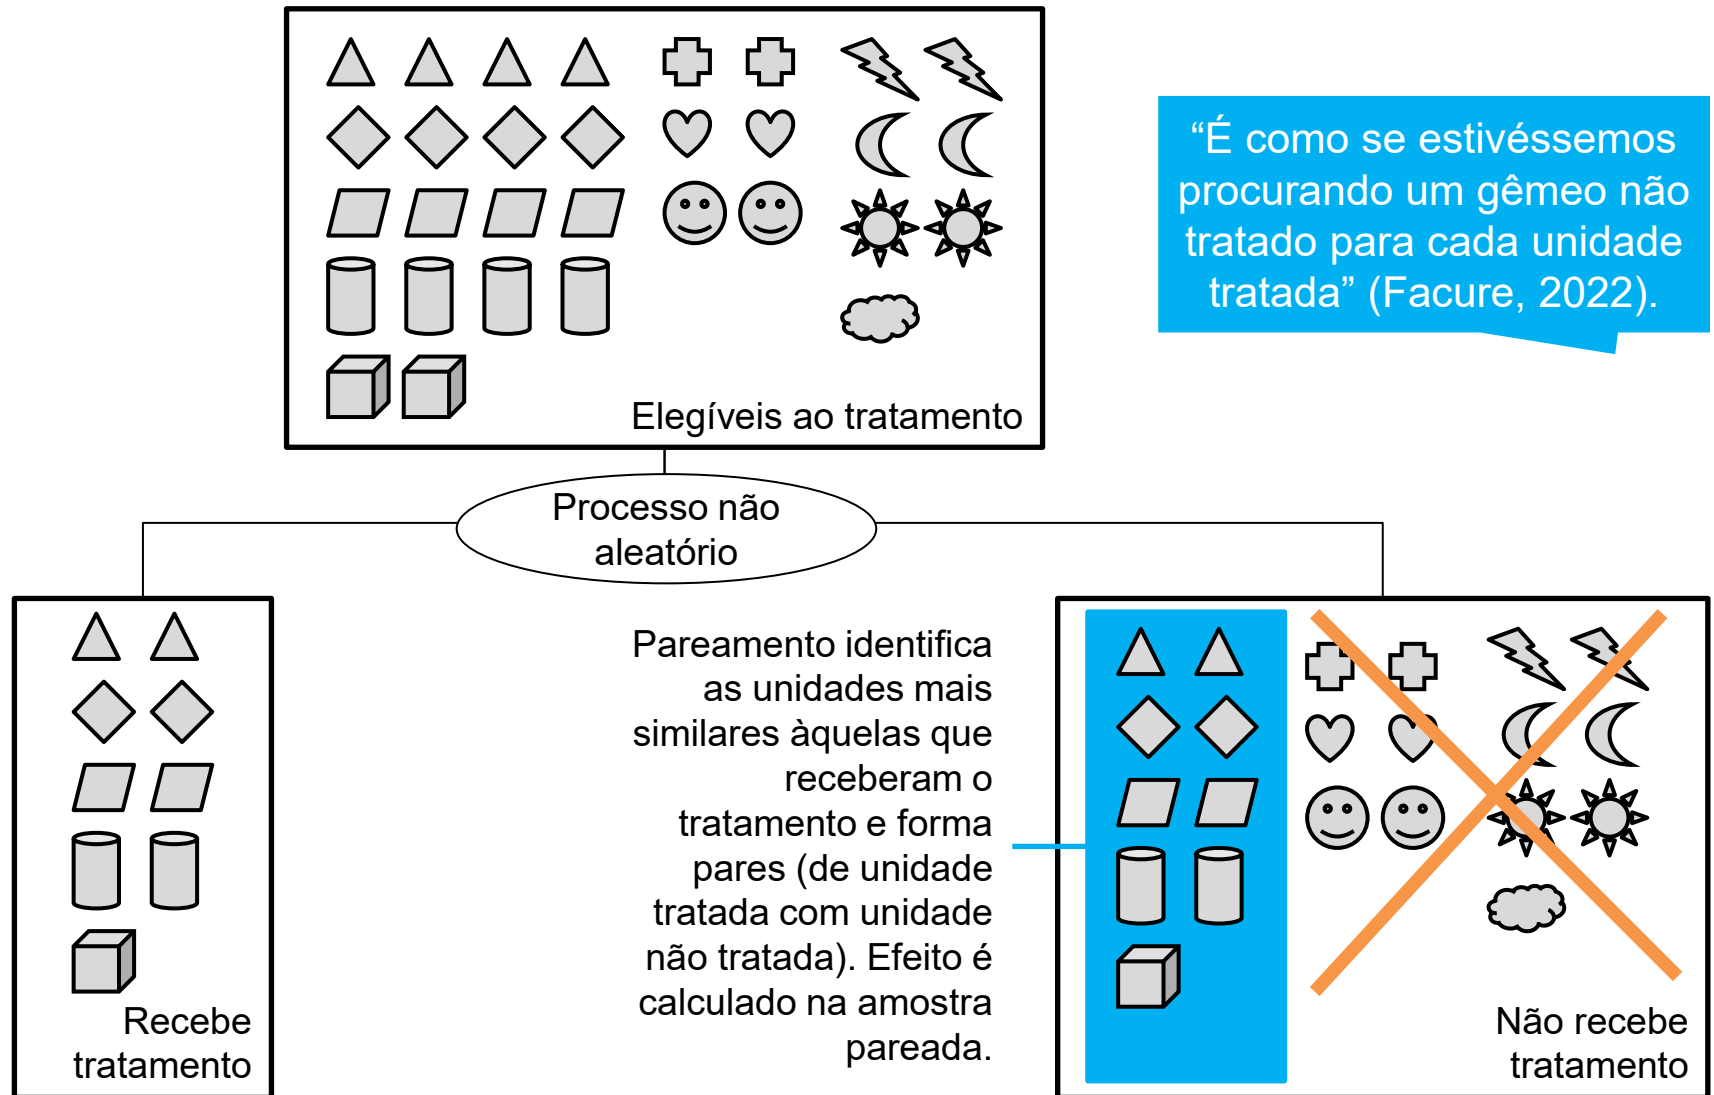 Elegíveis ao tratamento
“É como se estivéssemos
procurando um gêmeo não
tratado para cada unidade
tratada” (Facure, 2022).
Processo não
aleatório
Recebe
tratamento
Pareamento identifica
as unidades mais
similares àquelas que
receberam o
tratamento e forma
pares (de unidade
tratada com unidade
não tratada). Efeito é
calculado na amostra
pareada.
Não recebe
tratamento